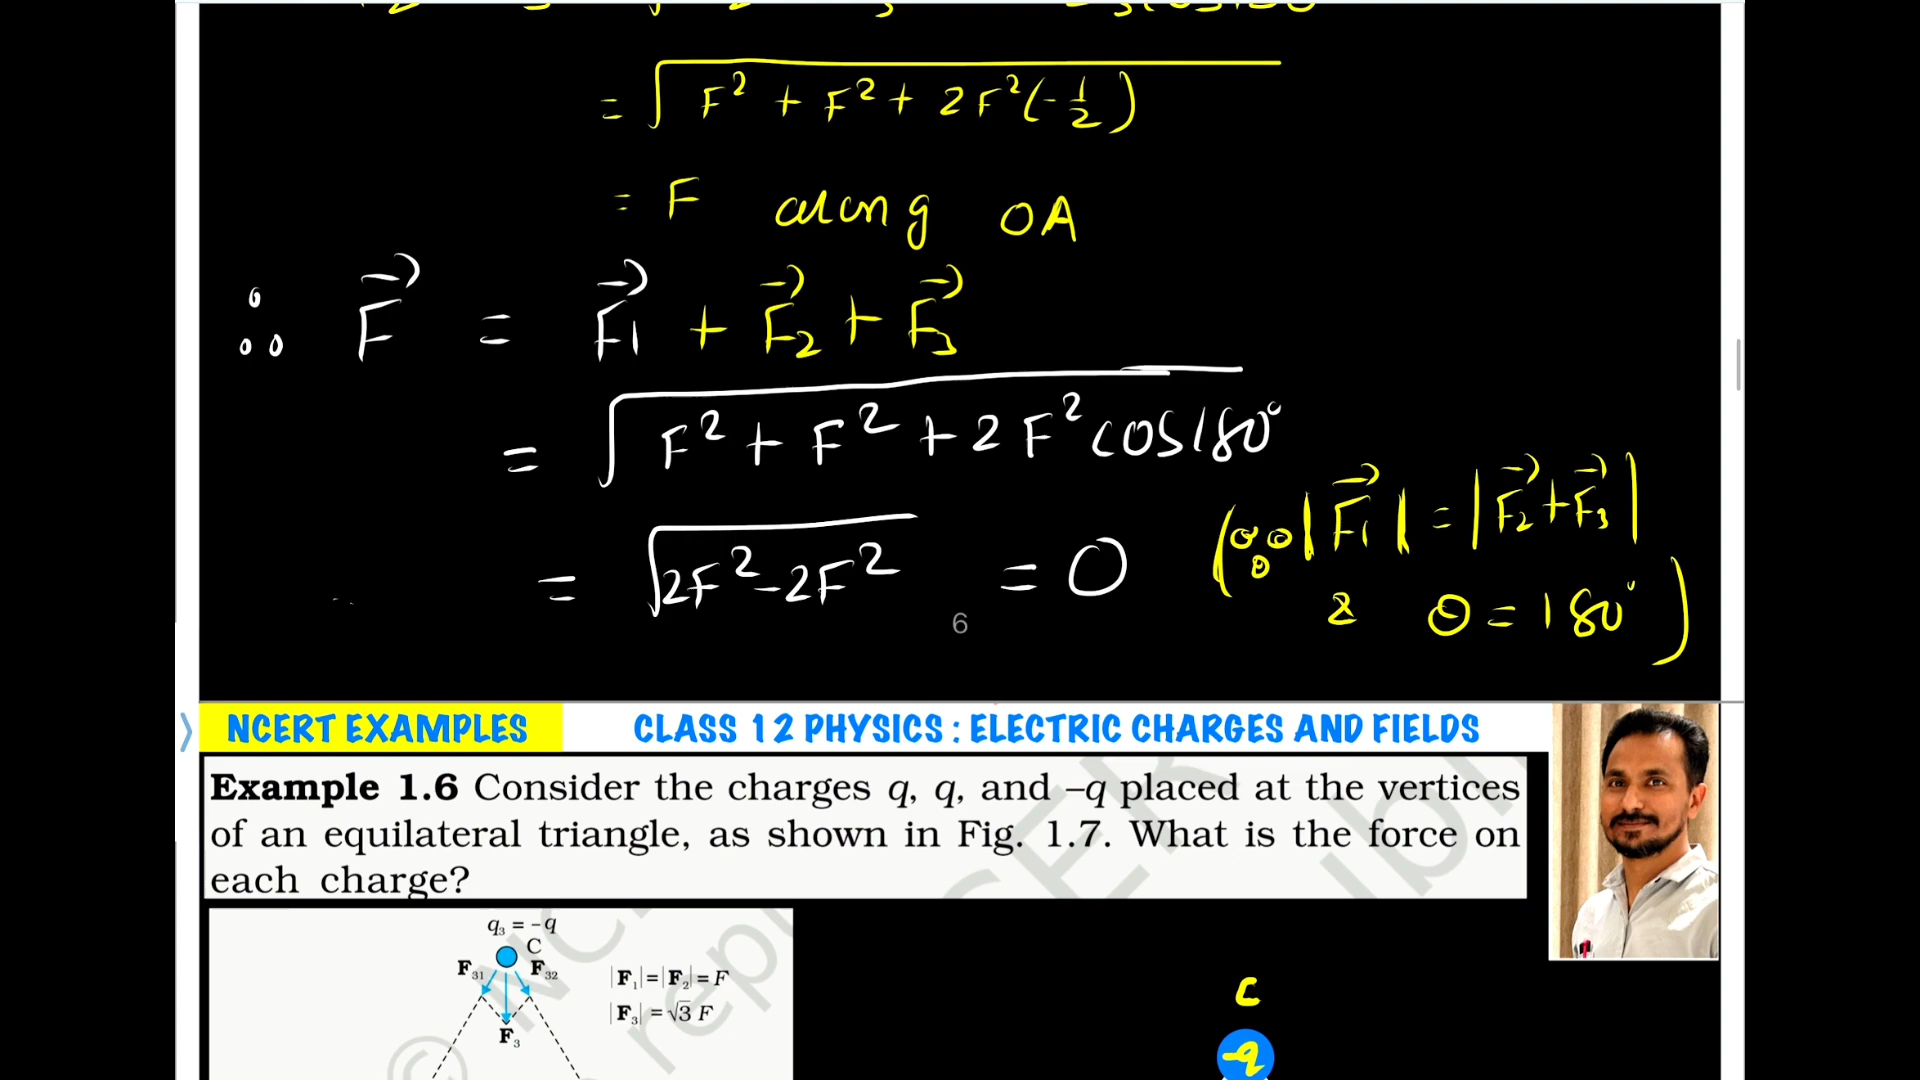 = √F² + F² + 2F²(-1/2)
= F along OA
∴ F⃗ = F⃗1 + F⃗2 + F⃗3
= √F² + F² + 2F² cos180°
(∵ |F⃗1| = |F⃗2 + F⃗3|
= √2F² - 2F² = 0
& θ = 180°)
6
NCERT EXAMPLES CLASS 12 PHYSICS : ELECTRIC CHARGES AND FIELDS
Example 1.6 Consider the charges q, q, and –q placed at the vertices
of an equilateral triangle, as shown in Fig. 1.7. What is the force on
each charge?
q₃ = –q
C
F₃₁ F₃₂
|F₁|=|F₂|= F
|F₃| = √3 F
F₃
C
-q